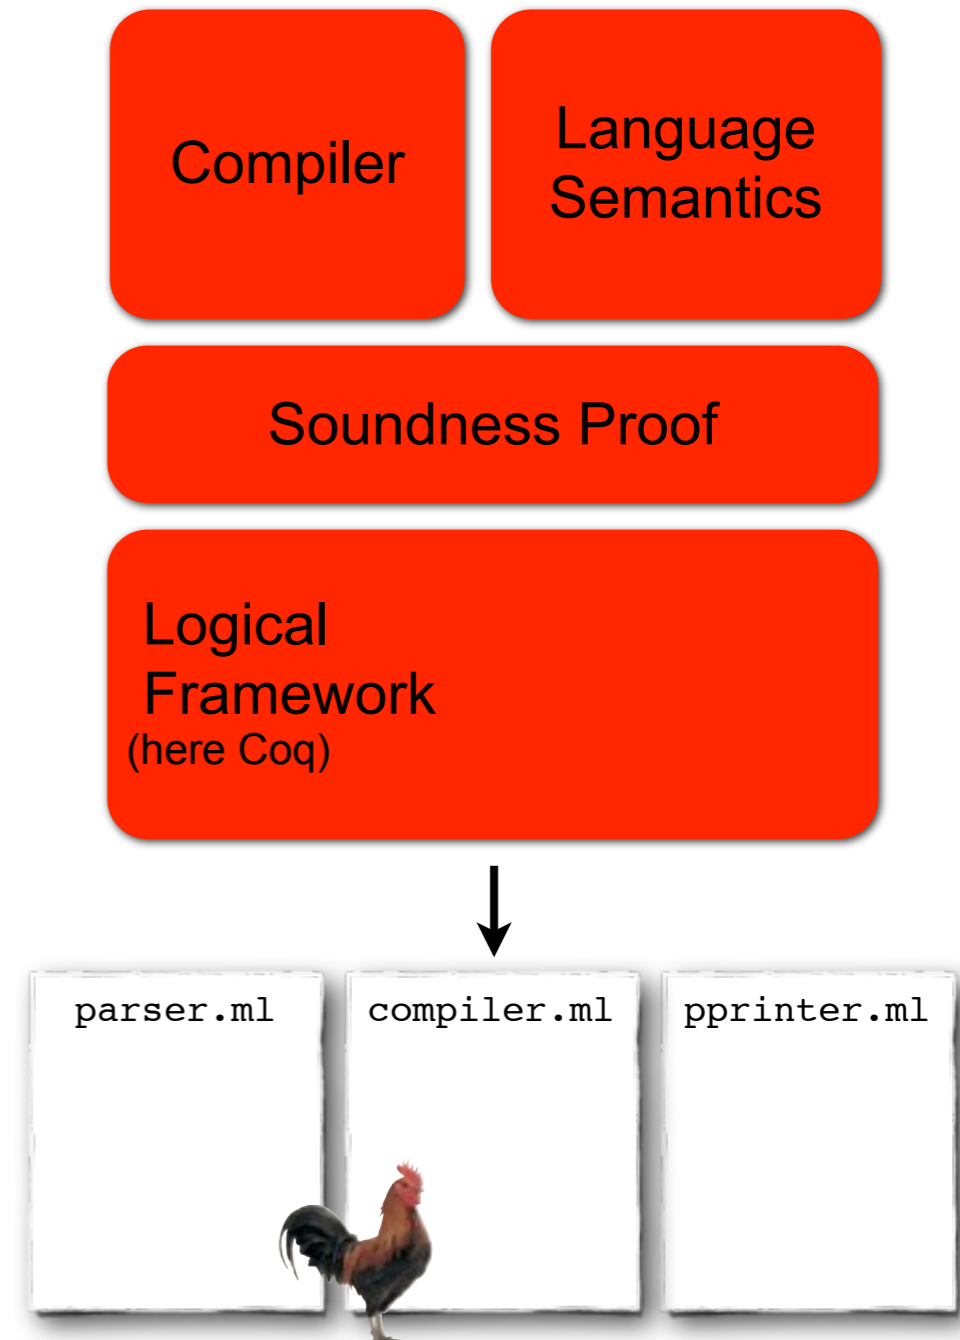 Compiler
Language
Semantics
Soundness Proof
Logical
Framework
(here Coq)
parser.ml
compiler.ml
pprinter.ml